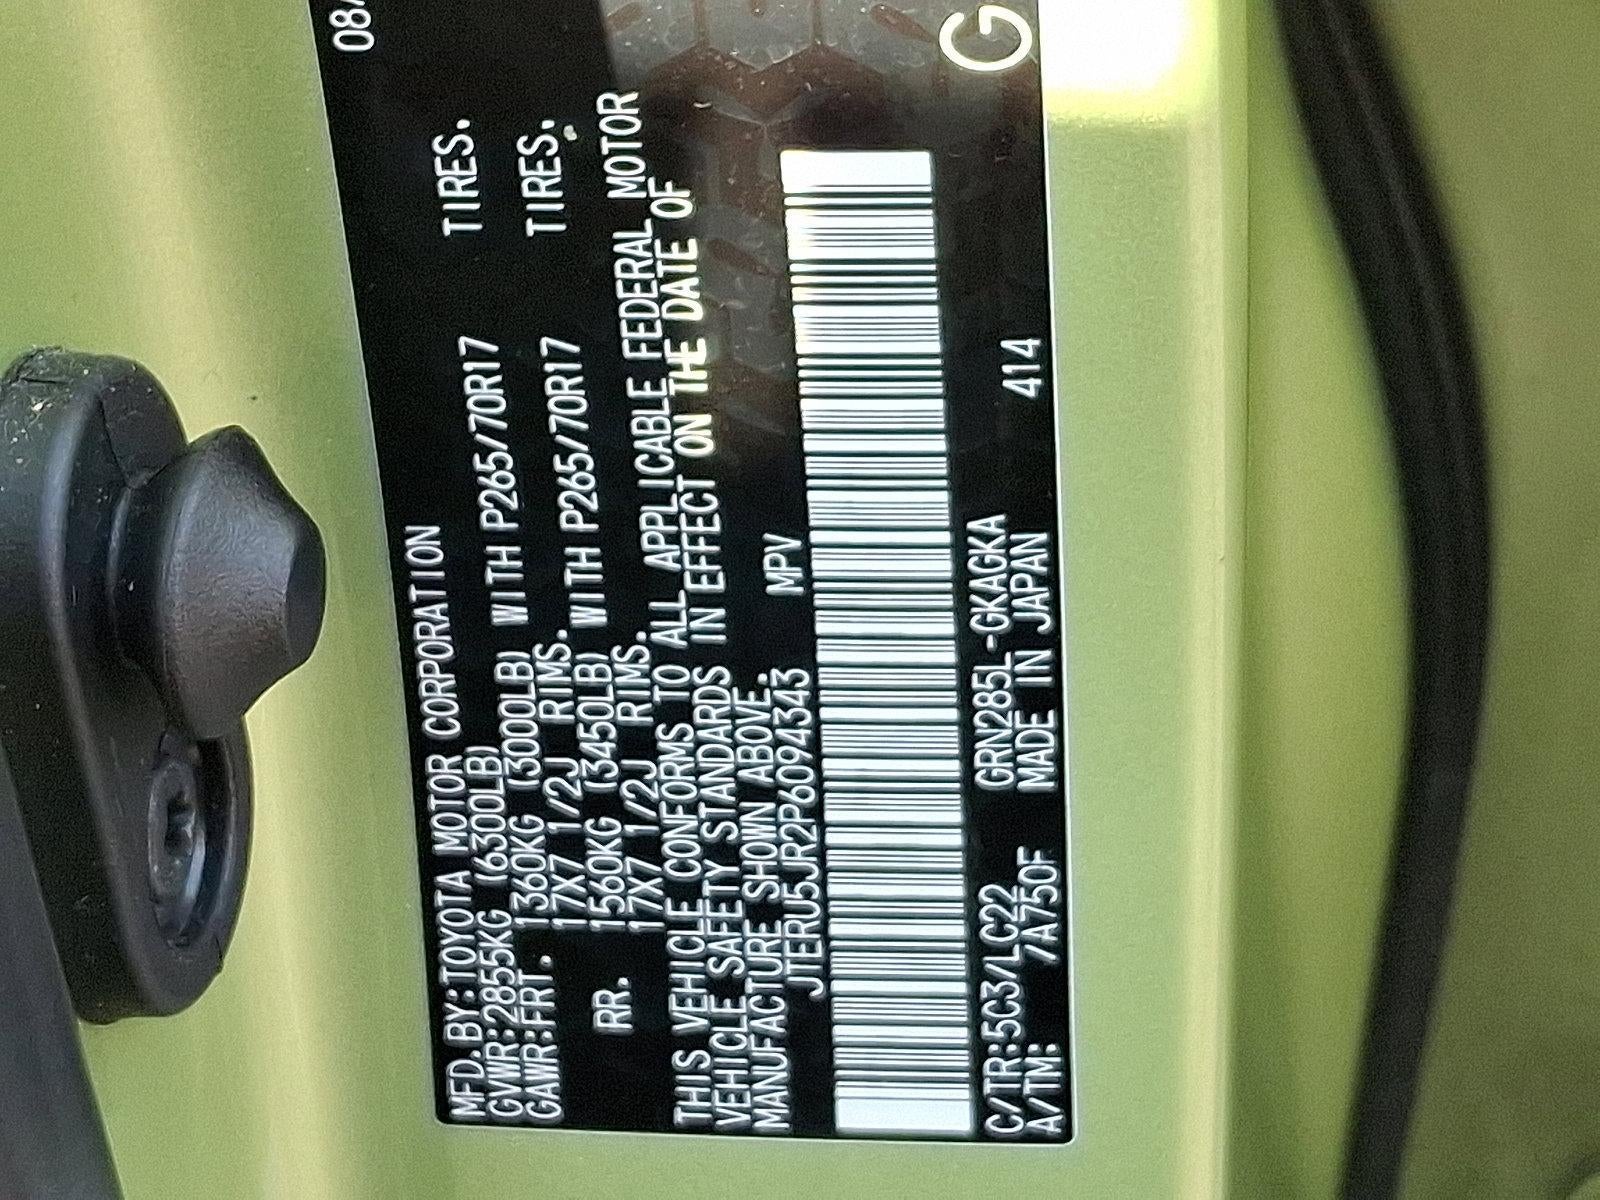 MFD.BY:TOYOTA MOTOR CORPORATION 08/
GVWR:2855KG (6300LB)
GAWR:FRT. 1360KG (3000LB) WITH P265/70R17 TIRES.
17X7 1/2J RIMS.
RR. 1560KG (3450LB) WITH P265/70R17 TIRES.
17X7 1/2J RIMS.
THIS VEHICLE CONFORMS TO ALL APPLICABLE FEDERAL MOTOR
VEHICLE SAFETY STANDARDS IN EFFECT ON THE DATE OF
MANUFACTURE SHOWN ABOVE.
JTERU5JR2P6094343 MPV
C/TR:5C3/LC22 GRN285L-GKAGKA G
A/TM: 7A750F MADE IN JAPAN 414